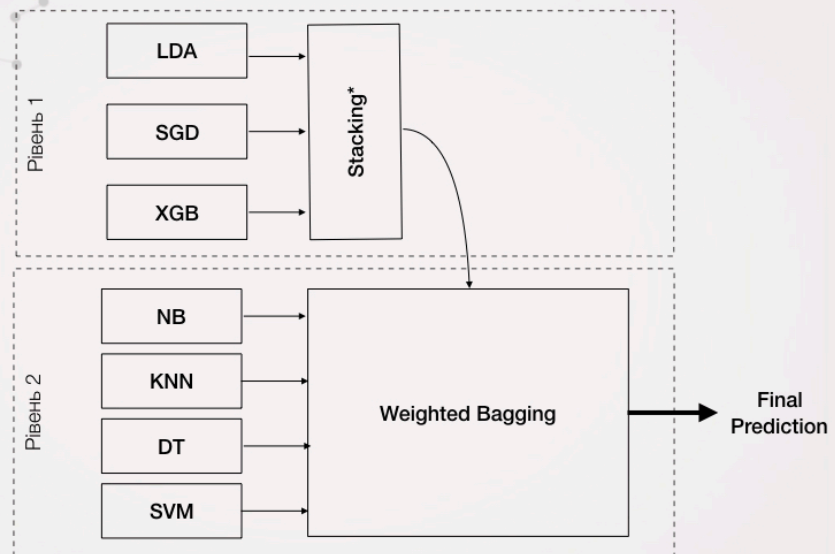 Рівень 1
LDA
SGD
XGB
Stacking*
Рівень 2
NB
KNN
DT
SVM
Weighted Bagging
Final
Prediction